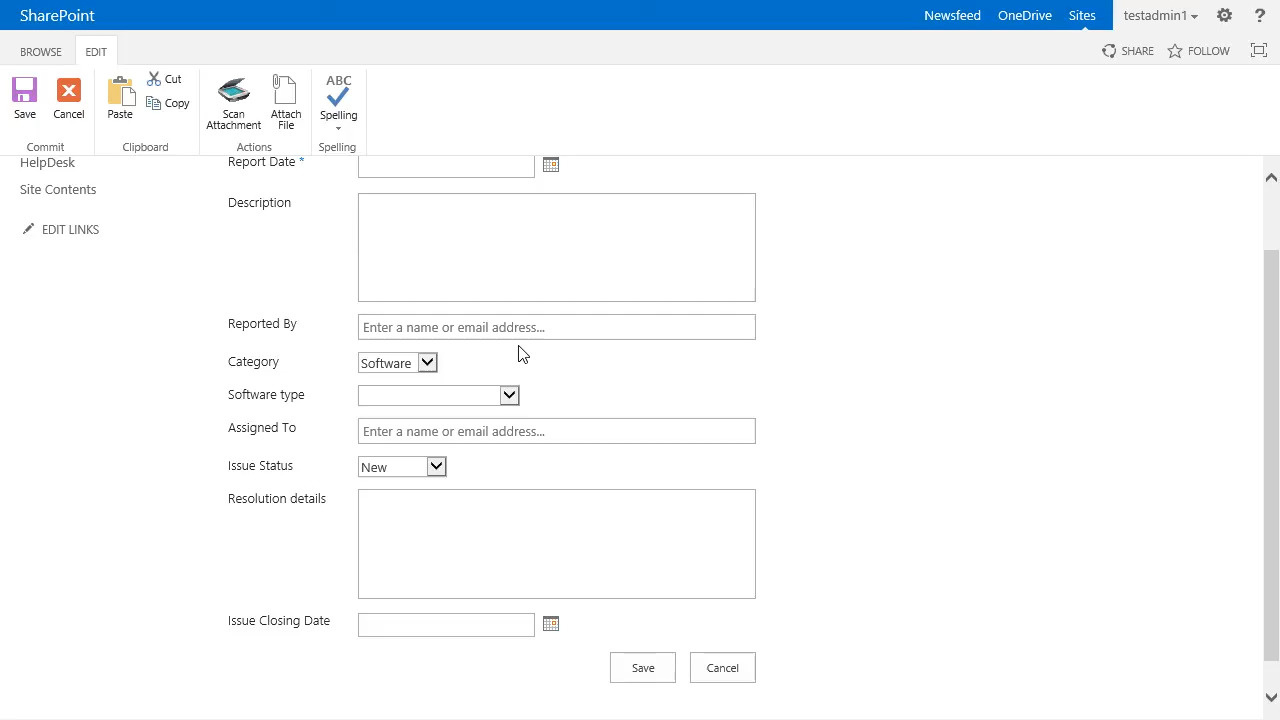 SharePoint
Newsfeed OneDrive Sites testadmin1 ?
BROWSE EDIT SHARE FOLLOW
Save Cancel Paste Cut Copy Scan Attachment Attach File ABC Spelling
Commit Clipboard Actions Spelling
HelpDesk
Site Contents
EDIT LINKS
Report Date *
Description
Reported By Enter a name or email address...
Category Software
Software type
Assigned To Enter a name or email address...
Issue Status New
Resolution details
Issue Closing Date
Save Cancel